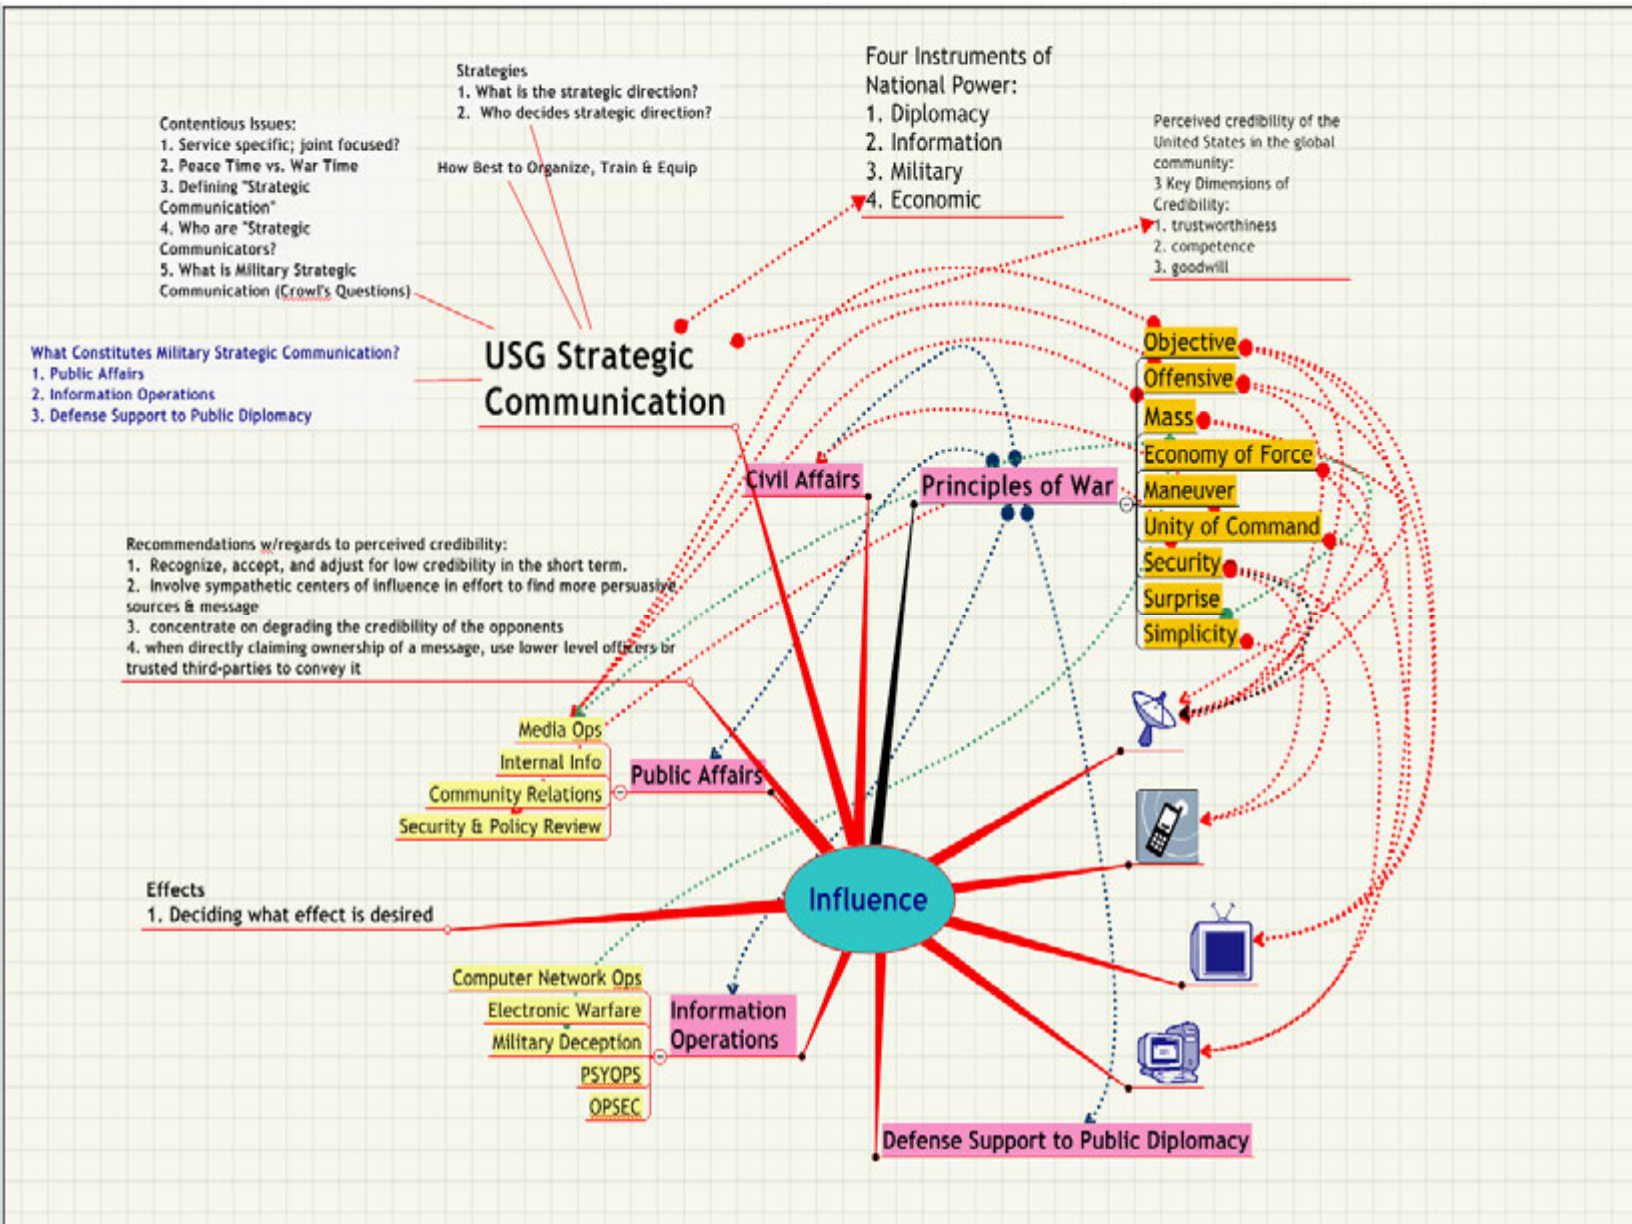 Four Instruments of
National Power:
1. Diplomacy
2. Information
3. Military
4. Economic
Strategies
1. What is the strategic direction?
2. Who decides strategic direction?
How Best to Organize, Train & Equip
Contentious Issues:
1. Service specific; joint focused?
2. Peace Time vs. War Time
3. Defining "Strategic
Communication"
4. Who are "Strategic
Communicators?
5. What is Military Strategic
Communication (Crowl's Questions)
Perceived credibility of the
United States in the global
community:
3 Key Dimensions of
Credibility:
1. trustworthiness
2. competence
3. goodwill
What Constitutes Military Strategic Communication?
1. Public Affairs
2. Information Operations
3. Defense Support to Public Diplomacy
USG Strategic
Communication
Civil Affairs
Principles of War
Objective
Offensive
Mass
Economy of Force
Maneuver
Unity of Command
Security
Surprise
Simplicity
Recommendations w/regards to perceived credibility:
1. Recognize, accept, and adjust for low credibility in the short term.
2. Involve sympathetic centers of influence in effort to find more persuasive
sources & message
3. concentrate on degrading the credibility of the opponents
4. when directly claiming ownership of a message, use lower level officers or
trusted third-parties to convey it
Media Ops
Internal Info
Community Relations
Security & Policy Review
Public Affairs
Effects
1. Deciding what effect is desired
Influence
Computer Network Ops
Electronic Warfare
Military Deception
PSYOPS
OPSEC
Information
Operations
Defense Support to Public Diplomacy